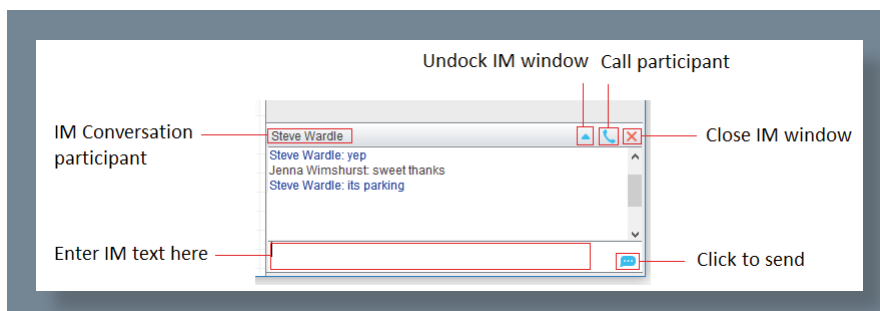 Undock IM window Call participant
IM Conversation
participant
Steve Wardle
Close IM window
Steve Wardle: yep
Jenna Wimshurst: sweet thanks
Steve Wardle: its parking
Enter IM text here
Click to send